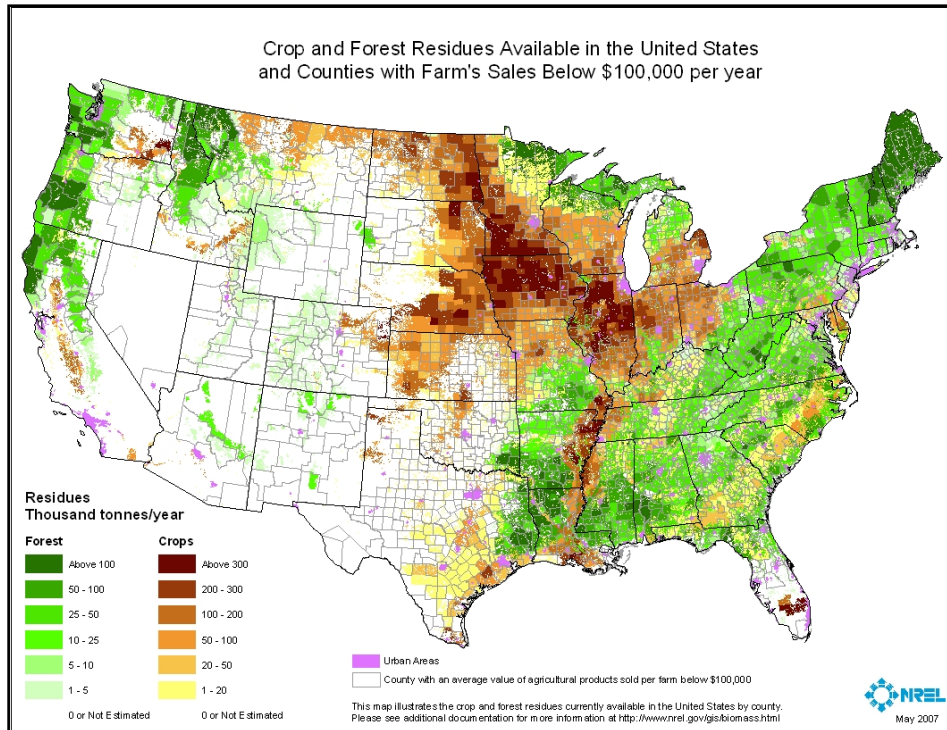 Crop and Forest Residues Available in the United States
and Counties with Farm's Sales Below $100,000 per year
Residues
Thousand tonnes/year
Forest
Crops
Above 100
Above 300
50 - 100
200 - 300
25 - 50
100 - 200
10 - 25
50 - 100
5 - 10
20 - 50
1 - 5
1 - 20
0 or Not Estimated
0 or Not Estimated
Urban Areas
County with an average value of agricultural products sold per farm below $100,000
This map illustrates the crop and forest residues currently available in the United States by county.
Please see additional documentation for more information at http://www.nrel.gov/gis/biomass.html
NREL
May 2007